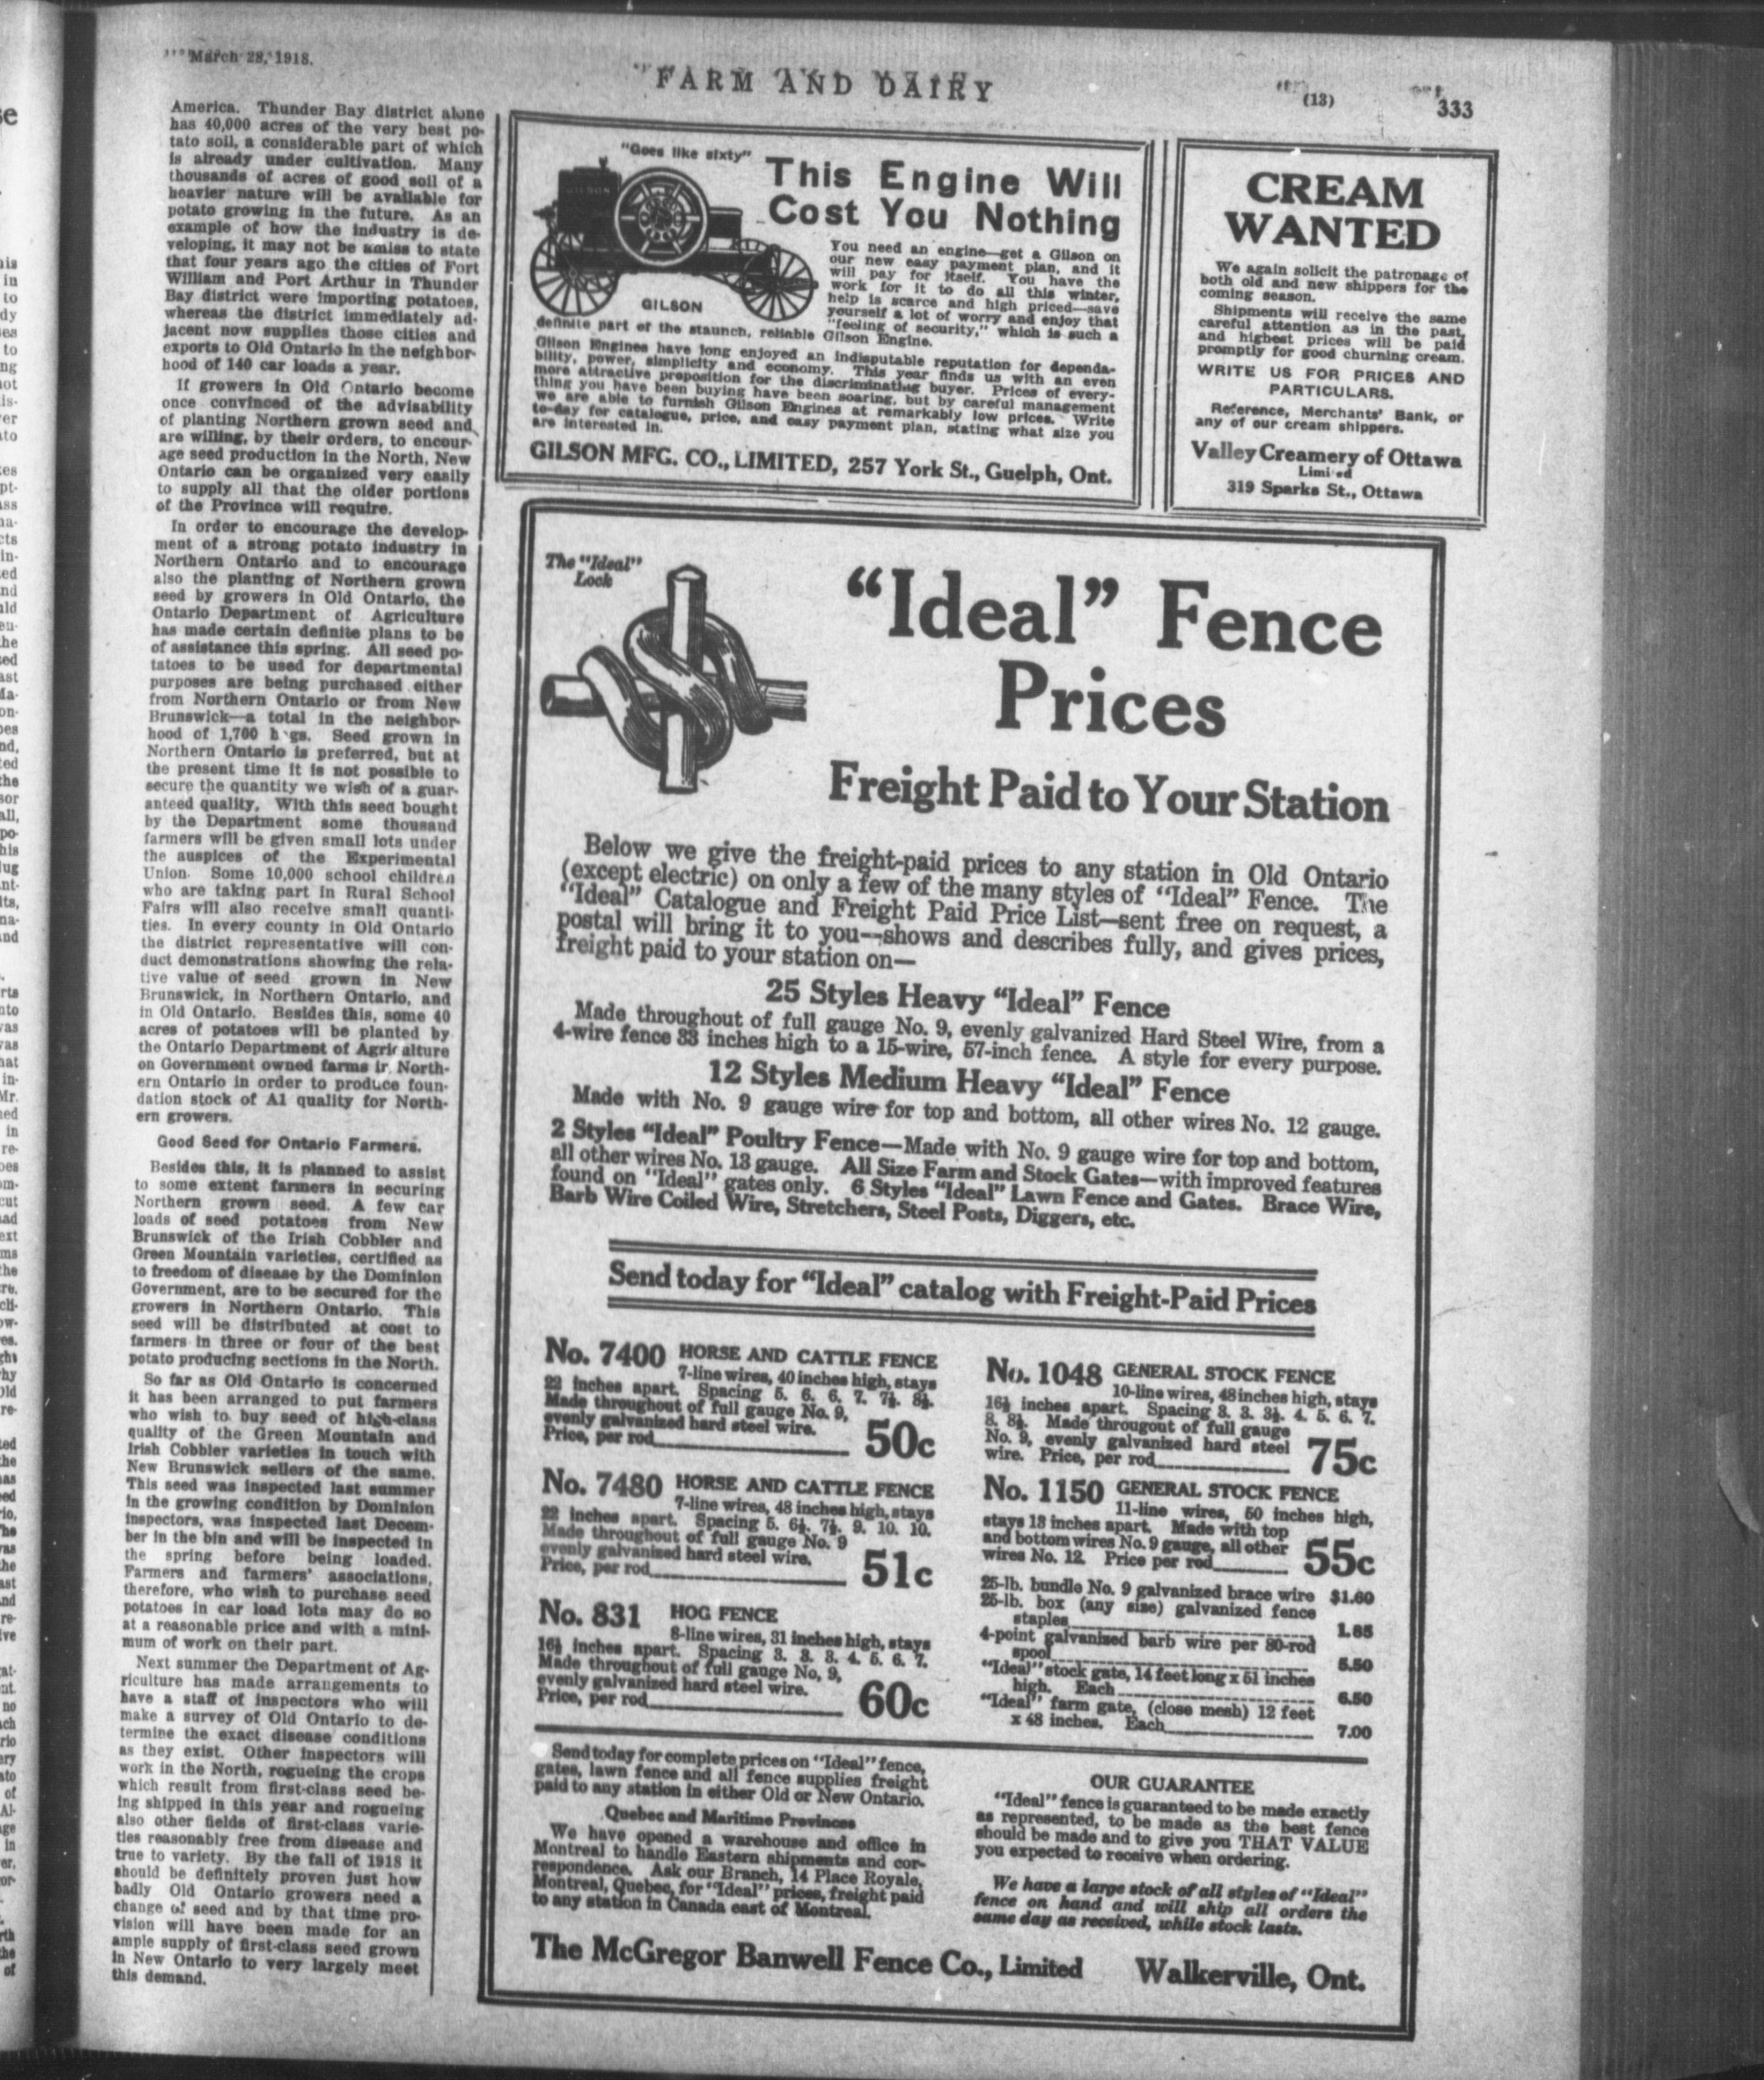 March 28, 1918.
FARM AND DAIRY
(13)
333
America. Thunder Bay district alone
has 40,000 acres of the very best po-
tato soil, a considerable part of which
is already under cultivation. Many
thousands of acres of good soil of a
heavier nature will be available for
potato growing in the future. As an
example of how the industry is de-
veloping, it may not be amiss to state
that four years ago the cities of Fort
William and Port Arthur in Thunder
Bay district were importing potatoes,
whereas the district immediately ad-
jacent now supplies those cities and
exports to Old Ontario in the neighbor-
hood of 140 car loads a year.
If growers in Old Ontario become
once convinced of the advisability
of planting Northern grown seed and
are willing, by their orders, to encour-
age seed production in the North, New
Ontario can be organized very easily
to supply all that the older portions
of the Province will require.
In order to encourage the develop-
ment of a strong potato industry in
Northern Ontario and to encourage
also the planting of Northern grown
seed by growers in Old Ontario, the
Ontario Department of Agriculture
has made certain definite plans to be
of assistance this spring. All seed po-
tatoes to be used for departmental
purposes are being purchased either
from Northern Ontario or from New
Brunswick—a total in the neighbor-
hood of 1,700 bags. Seed grown in
Northern Ontario is preferred, but at
the present time it is not possible to
secure the quantity we wish of a guar-
anteed quality. With this seed bought
by the Department some thousand
farmers will be given small lots under
the auspices of the Experimental
Union. Some 10,000 school children
who are taking part in Rural School
Fairs will also receive small quanti-
ties. In every county in Old Ontario
the district representative will con-
duct demonstrations showing the rela-
tive value of seed grown in New
Brunswick, in Northern Ontario, and
in Old Ontario. Besides this, some 40
acres of potatoes will be planted by
the Ontario Department of Agriculture
on Government owned farms in North-
ern Ontario in order to produce foun-
dation stock of A1 quality for North-
ern growers.
Good Seed for Ontario Farmers.
Besides this, it is planned to assist
to some extent farmers in securing
Northern grown seed. A few car
loads of seed potatoes from New
Brunswick of the Irish Cobbler and
Green Mountain varieties, certified as
to freedom of disease by the Dominion
Government, are to be secured for the
growers in Northern Ontario. This
seed will be distributed at cost to
farmers in three or four of the best
potato producing sections in the North.
So far as Old Ontario is concerned
it has been arranged to put farmers
who wish to buy seed of high-class
quality of the Green Mountain and
Irish Cobbler varieties in touch with
New Brunswick sellers of the same.
This seed was inspected last summer
in the growing condition by Dominion
inspectors, was inspected last Decem-
ber in the bin and will be inspected in
the spring before being loaded.
Farmers and farmers' associations,
therefore, who wish to purchase seed
potatoes in car load lots may do so
at a reasonable price and with a mini-
mum of work on their part.
Next summer the Department of Ag-
riculture has made arrangements to
have a staff of inspectors who will
make a survey of Old Ontario to de-
termine the exact disease conditions
as they exist. Other inspectors will
work in the North, rogueing the crops
which result from first-class seed be-
ing shipped in this year and rogueing
also other fields of first-class varie-
ties reasonably free from disease and
true to variety. By the fall of 1918 it
should be definitely proven just how
badly Old Ontario growers need a
change of seed and by that time pro-
vision will have been made for an
ample supply of first-class seed grown
in New Ontario to very largely meet
this demand.
"Goes like sixty"
GILSON
This Engine Will
Cost You Nothing
You need an engine—get a Gilson on
our new easy payment plan, and it
will pay for itself. You have the
work for it to do all this winter,
help is scarce and high priced—save
yourself a lot of worry and enjoy that
"feeling of security," which is such a
definite part of the staunch, reliable Gilson Engine.
Gilson Engines have long enjoyed an indisputable reputation for dependa-
bility, power, simplicity and economy. This year finds us with an even
more attractive proposition for the discriminating buyer. Prices of every-
thing you have been buying have been soaring, but by careful management
we are able to furnish Gilson Engines at remarkably low prices. Write
to-day for catalogue, price, and easy payment plan, stating what size you
are interested in.
GILSON MFG. CO., LIMITED, 257 York St., Guelph, Ont.
CREAM
WANTED
We again solicit the patronage of
both old and new shippers for the
coming season.
Shipments will receive the same
careful attention as in the past,
and highest prices will be paid
promptly for good churning cream.
WRITE US FOR PRICES AND
PARTICULARS.
Reference, Merchants' Bank, or
any of our cream shippers.
Valley Creamery of Ottawa
Limited
319 Sparks St., Ottawa
The "Ideal"
Lock
"Ideal" Fence
Prices
Freight Paid to Your Station
Below we give the freight-paid prices to any station in Old Ontario
(except electric) on only a few of the many styles of "Ideal" Fence. The
"Ideal" Catalogue and Freight Paid Price List—sent free on request, a
postal will bring it to you—shows and describes fully, and gives prices,
freight paid to your station on—
25 Styles Heavy "Ideal" Fence
Made throughout of full gauge No. 9, evenly galvanized Hard Steel Wire, from a
4-wire fence 33 inches high to a 15-wire, 57-inch fence. A style for every purpose.
12 Styles Medium Heavy "Ideal" Fence
Made with No. 9 gauge wire for top and bottom, all other wires No. 12 gauge.
2 Styles "Ideal" Poultry Fence—Made with No. 9 gauge wire for top and bottom,
all other wires No. 13 gauge. All Size Farm and Stock Gates—with improved features
found on "Ideal" gates only. 6 Styles "Ideal" Lawn Fence and Gates. Brace Wire,
Barb Wire Coiled Wire, Stretchers, Steel Posts, Diggers, etc.
Send today for "Ideal" catalog with Freight-Paid Prices
No. 7400 HORSE AND CATTLE FENCE
7-line wires, 40 inches high, stays
22 inches apart. Spacing 5. 6. 6. 7. 7½. 8½.
Made throughout of full gauge No. 9,
evenly galvanized hard steel wire.
Price, per rod 50c
No. 7480 HORSE AND CATTLE FENCE
7-line wires, 48 inches high, stays
22 inches apart. Spacing 5. 6½. 7½. 9. 10. 10.
Made throughout of full gauge No. 9
evenly galvanized hard steel wire.
Price, per rod 51c
No. 831 HOG FENCE
8-line wires, 31 inches high, stays
16½ inches apart. Spacing 3. 3. 3. 4. 5. 6. 7.
Made throughout of full gauge No. 9,
evenly galvanized hard steel wire.
Price, per rod 60c
No. 1048 GENERAL STOCK FENCE
10-line wires, 48 inches high, stays
16½ inches apart. Spacing 3. 3. 3½. 4. 5. 6. 7.
8. 8½. Made througout of full gauge
No. 9, evenly galvanized hard steel
wire. Price, per rod 75c
No. 1150 GENERAL STOCK FENCE
11-line wires, 50 inches high,
stays 13 inches apart. Made with top
and bottom wires No. 9 gauge, all other
wires No. 12. Price per rod 55c
25-lb. bundle No. 9 galvanized brace wire $1.60
25-lb. box (any size) galvanized fence
staples 1.85
4-point galvanized barb wire per 80-rod
spool 5.50
"Ideal" stock gate, 14 feet long x 51 inches
high. Each 6.50
"Ideal" farm gate, (close mesh) 12 feet
x 48 inches. Each 7.00
Send today for complete prices on "Ideal" fence,
gates, lawn fence and all fence supplies freight
paid to any station in either Old or New Ontario.
Quebec and Maritime Provinces
We have opened a warehouse and office in
Montreal to handle Eastern shipments and cor-
respondence. Ask our Branch, 14 Place Royale,
Montreal, Quebec, for "Ideal" prices, freight paid
to any station in Canada east of Montreal.
OUR GUARANTEE
"Ideal" fence is guaranteed to be made exactly
as represented, to be made as the best fence
should be made and to give you THAT VALUE
you expected to receive when ordering.
We have a large stock of all styles of "Ideal"
fence on hand and will ship all orders the
same day as received, while stock lasts.
The McGregor Banwell Fence Co., Limited Walkerville, Ont.